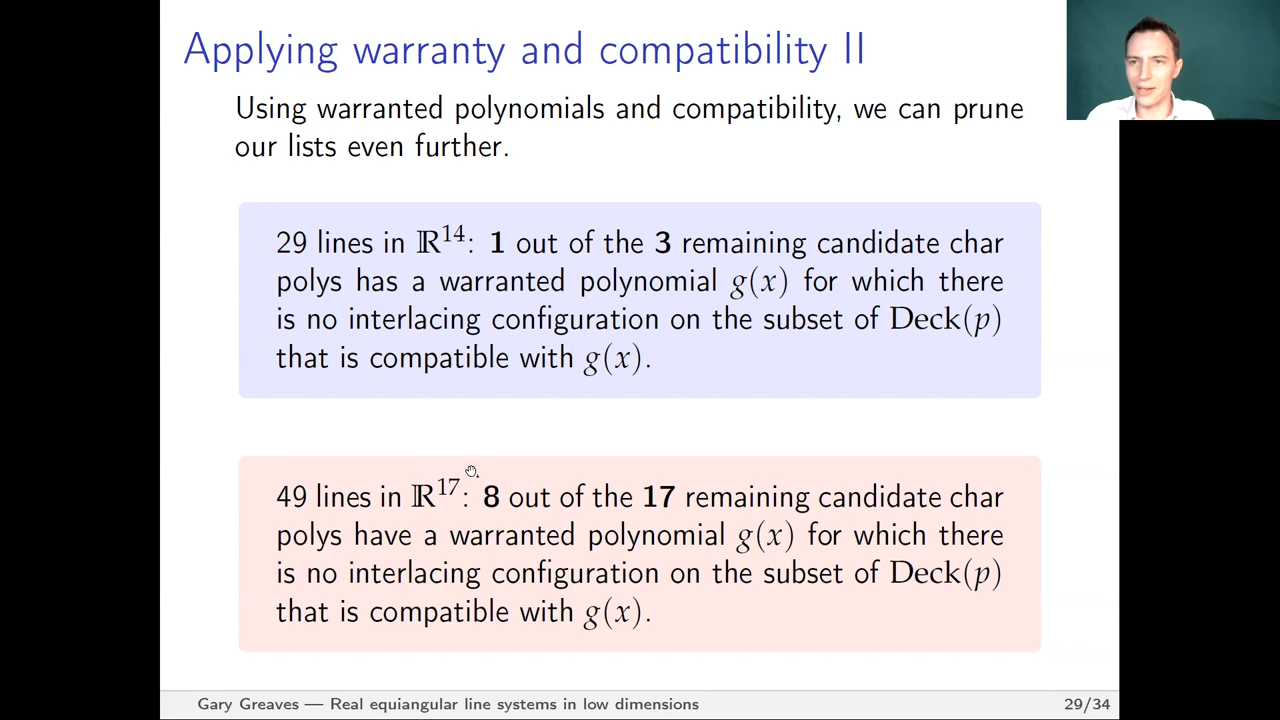 Applying warranty and compatibility II
Using warranted polynomials and compatibility, we can prune
our lists even further.
29 lines in ℝ¹⁴: 1 out of the 3 remaining candidate char
polys has a warranted polynomial g(x) for which there
is no interlacing configuration on the subset of Deck(p)
that is compatible with g(x).
49 lines in ℝ¹⁷: 8 out of the 17 remaining candidate char
polys have a warranted polynomial g(x) for which there
is no interlacing configuration on the subset of Deck(p)
that is compatible with g(x).
Gary Greaves — Real equiangular line systems in low dimensions
29/34